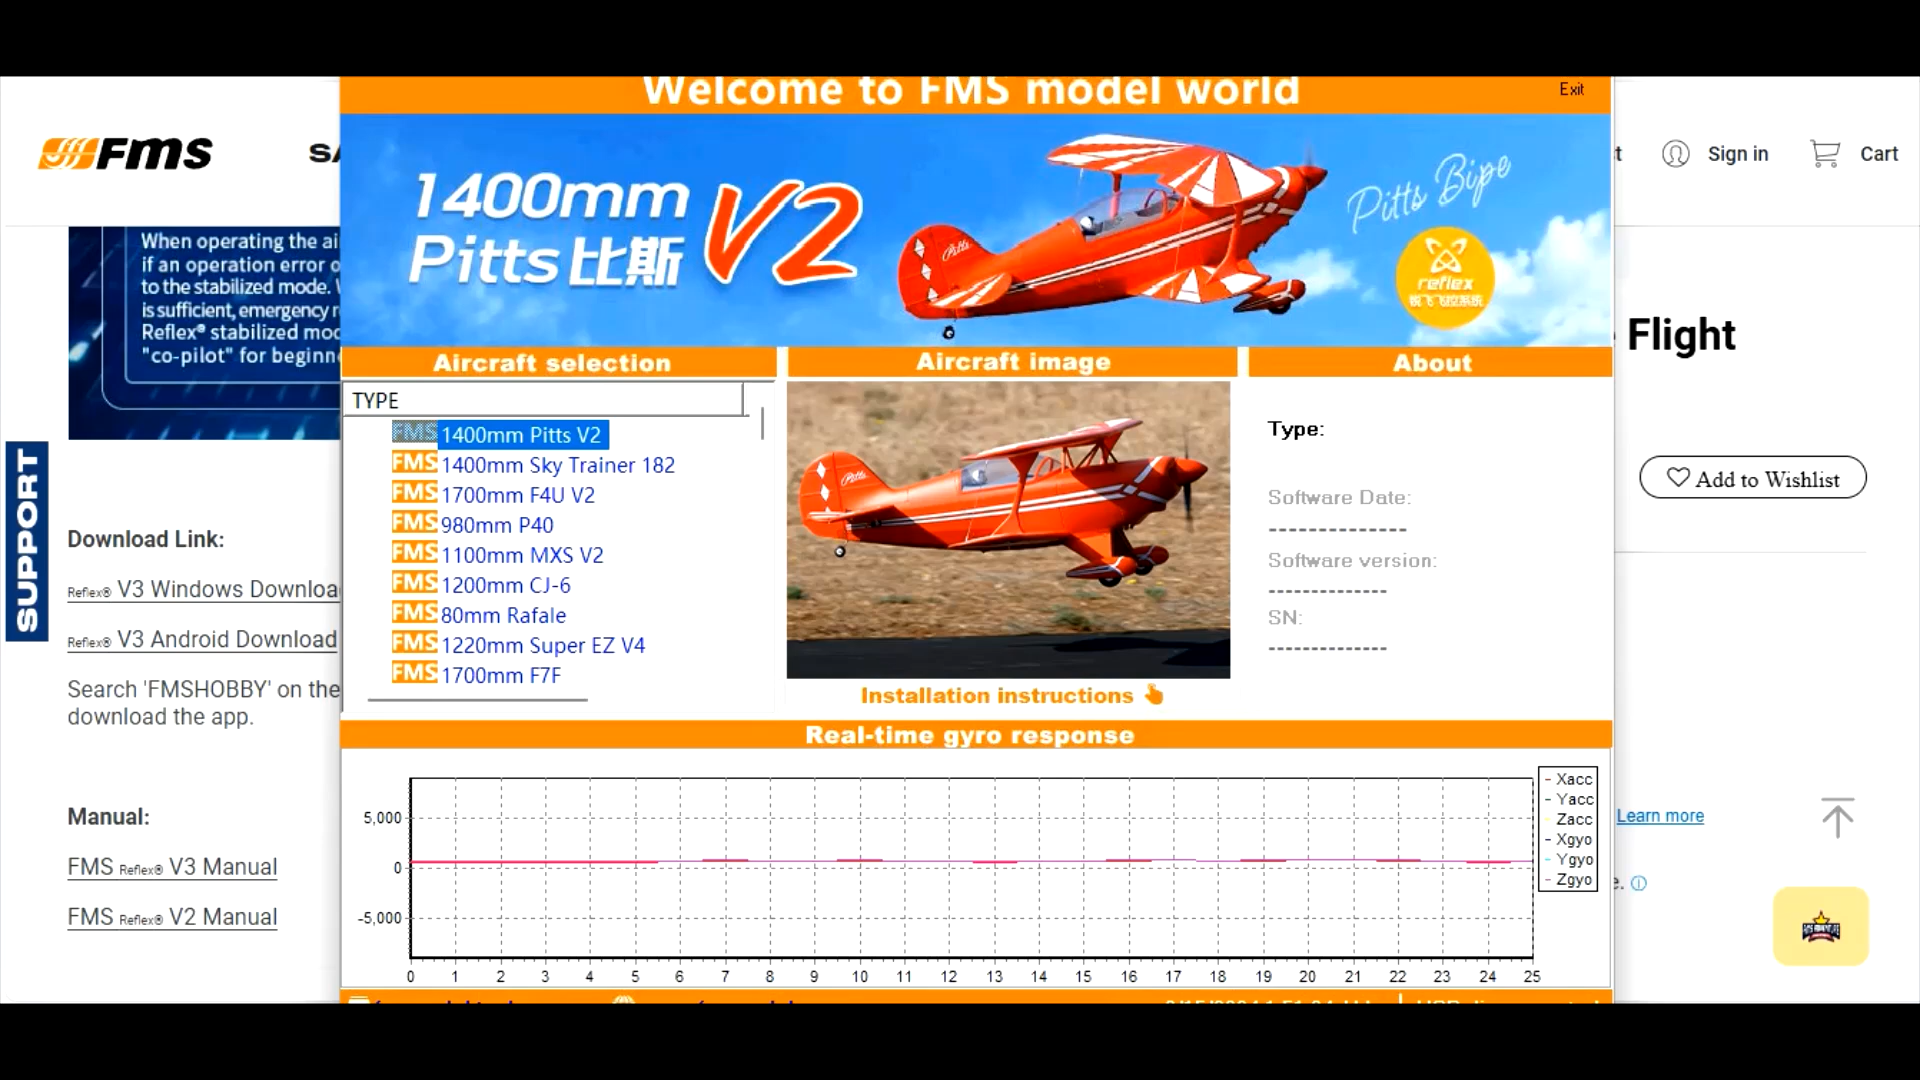 Welcome to FMS model world
Exit
Fms
Sign in
Cart
1400mm
Pitts比斯 V2
Pitts Bipe
Pitts
reflex
When operating the ai
if an operation error o
to the stabilized mode.
is sufficient, emergency r
Reflex® stabilized mod
"co-pilot" for beginn
Flight
Add to Wishlist
SUPPORT
Download Link:
Reflex® V3 Windows Downloa
Reflex® V3 Android Download
Search 'FMSHOBBY' on the
download the app.
Manual:
FMS Reflex® V3 Manual
FMS Reflex® V2 Manual
Aircraft selection
TYPE
FMS 1400mm Pitts V2
FMS 1400mm Sky Trainer 182
FMS 1700mm F4U V2
FMS 980mm P40
FMS 1100mm MXS V2
FMS 1200mm CJ-6
FMS 80mm Rafale
FMS 1220mm Super EZ V4
FMS 1700mm F7F
Aircraft image
Pitts
Installation instructions
About
Type:
Software Date:
--------------
Software version:
------------
SN:
------------
Real-time gyro response
5,000
0
-5,000
0 1 2 3 4 5 6 7 8 9 10 11 12 13 14 15 16 17 18 19 20 21 22 23 24 25
- Xacc
- Yacc
- Zacc
- Xgyo
- Ygyo
- Zgyo
Learn more